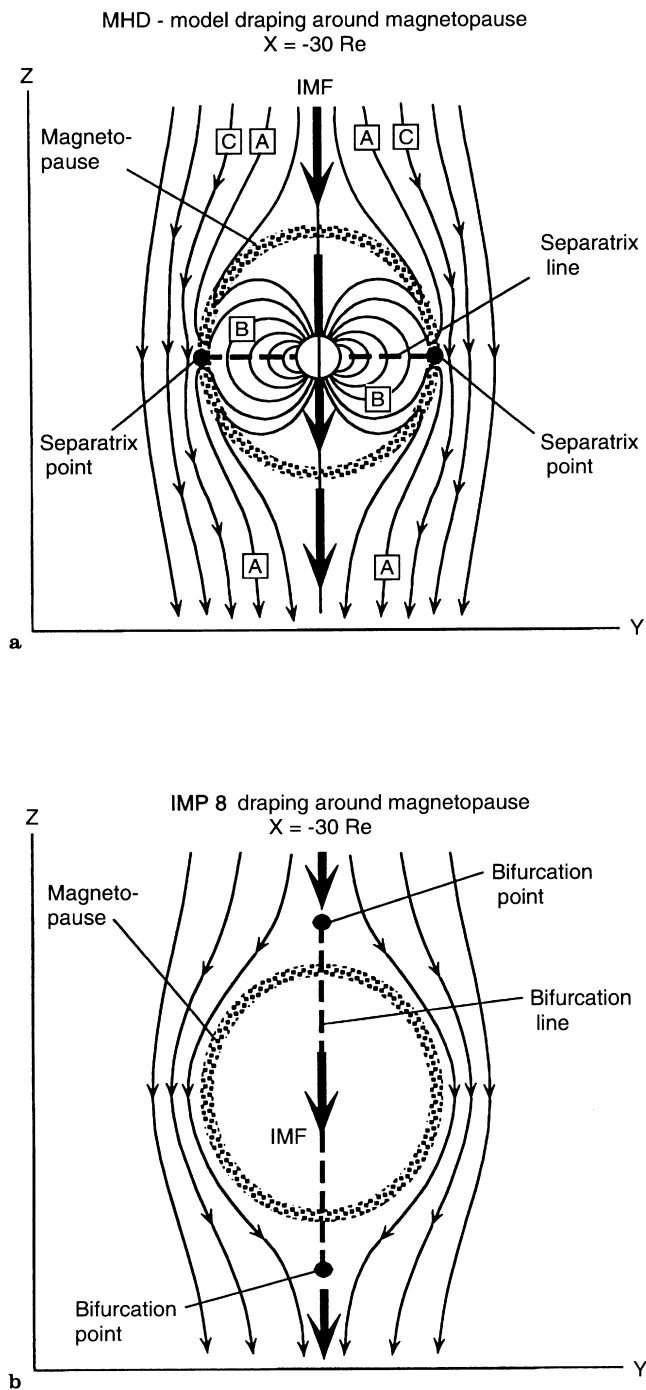 MHD - model draping around magnetopause
X = -30 Re
Z
IMF
C A A C
Magneto-
pause
Separatrix
line
B
B
Separatrix
point
Separatrix
point
A A
Y
a
IMP 8 draping around magnetopause
X = -30 Re
Z
Bifurcation
point
Magneto-
pause
Bifurcation
line
IMF
Bifurcation
point
Y
b